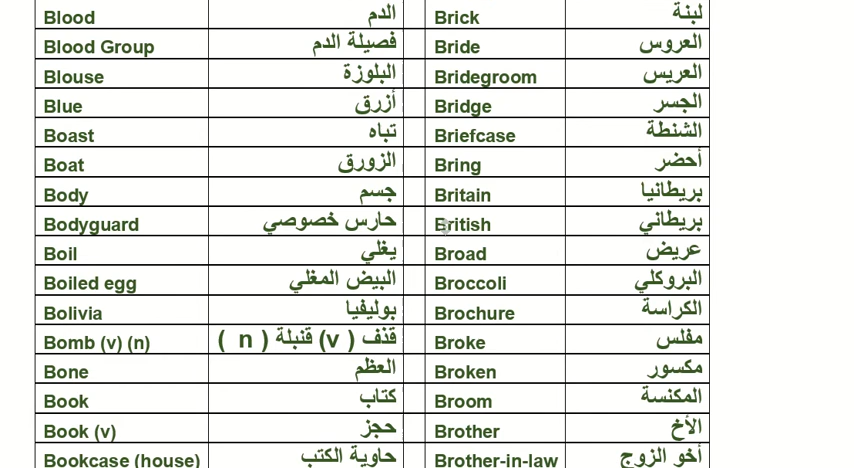 Blood الدم Brick لبنة
Blood Group فصيلة الدم Bride العروس
Blouse البلوزة Bridegroom العريس
Blue أزرق Bridge الجسر
Boast تباه Briefcase الشنطة
Boat الزورق Bring أحضر
Body جسم Britain بريطانيا
Bodyguard حارس خصوصي British بريطاني
Boil يغلي Broad عريض
Boiled egg البيض المغلي Broccoli البروكلي
Bolivia بوليفيا Brochure الكراسة
Bomb (v) (n) قذف ( v) قنبلة ( n ) Broke مفلس
Bone العظم Broken مكسور
Book كتاب Broom المكنسة
Book (v) حجز Brother الأخ
Bookcase (house) حاوية الكتب Brother-in-law أخو الزوج